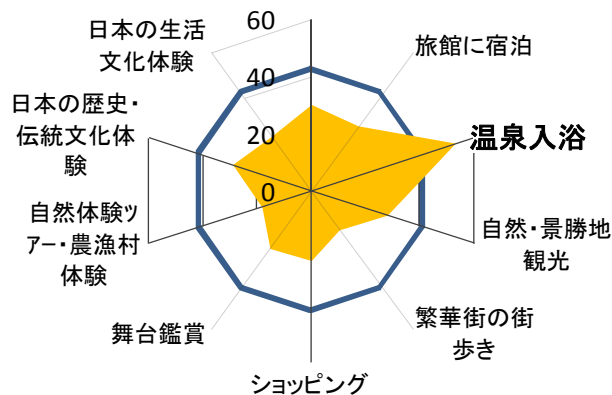 60
40
20
0
日本の生活
文化体験
旅館に宿泊
温泉入浴
自然・景勝地
観光
繁華街の街
歩き
ショッピング
舞台鑑賞
自然体験ツ
アー・農漁村
体験
日本の歴史・
伝統文化体
験